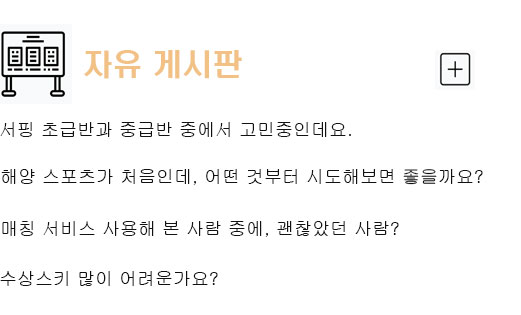 자유 게시판
서핑 초급반과 중급반 중에서 고민중인데요.
해양 스포츠가 처음인데, 어떤 것부터 시도해보면 좋을까요?
매칭 서비스 사용해 본 사람 중에, 괜찮았던 사람?
수상스키 많이 어려운가요?